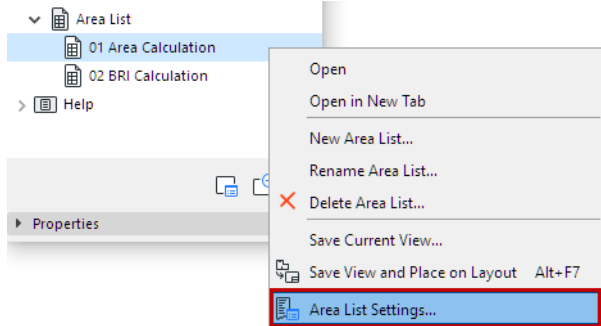 Area List
01 Area Calculation
02 BRI Calculation
Help
Properties
Open
Open in New Tab
New Area List...
Rename Area List...
Delete Area List...
Save Current View...
Save View and Place on Layout Alt+F7
Area List Settings...